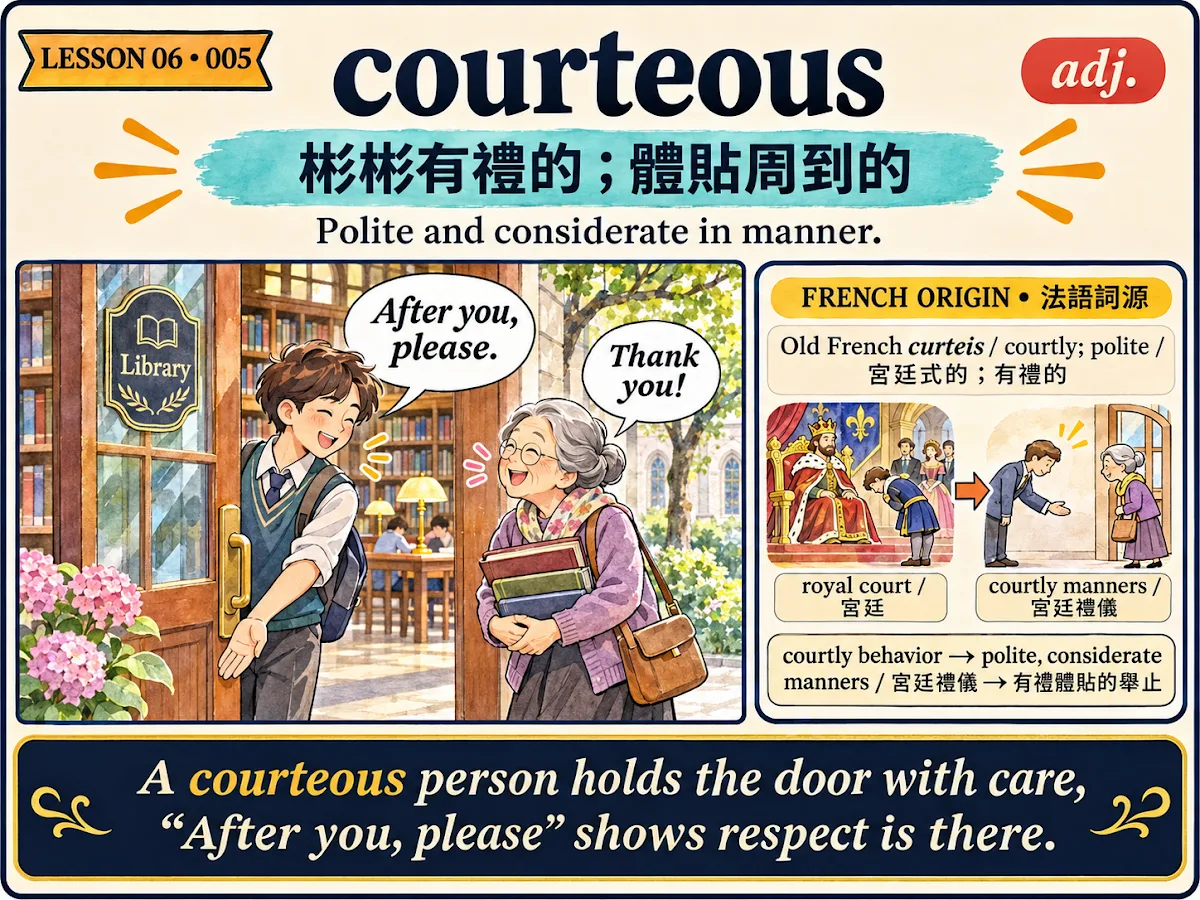 LESSON 06 • 005
courteous
adj.
彬彬有禮的；體貼周到的
Polite and considerate in manner.
Library
After you,
please.
Thank
you!
FRENCH ORIGIN • 法語詞源
Old French curteis / courtly; polite /
宮廷式的；有禮的
royal court /
宮廷
courtly manners /
宮廷禮儀
courtly behavior → polite, considerate
manners / 宮廷禮儀 → 有禮體貼的舉止
A courteous person holds the door with care,
“After you, please” shows respect is there.